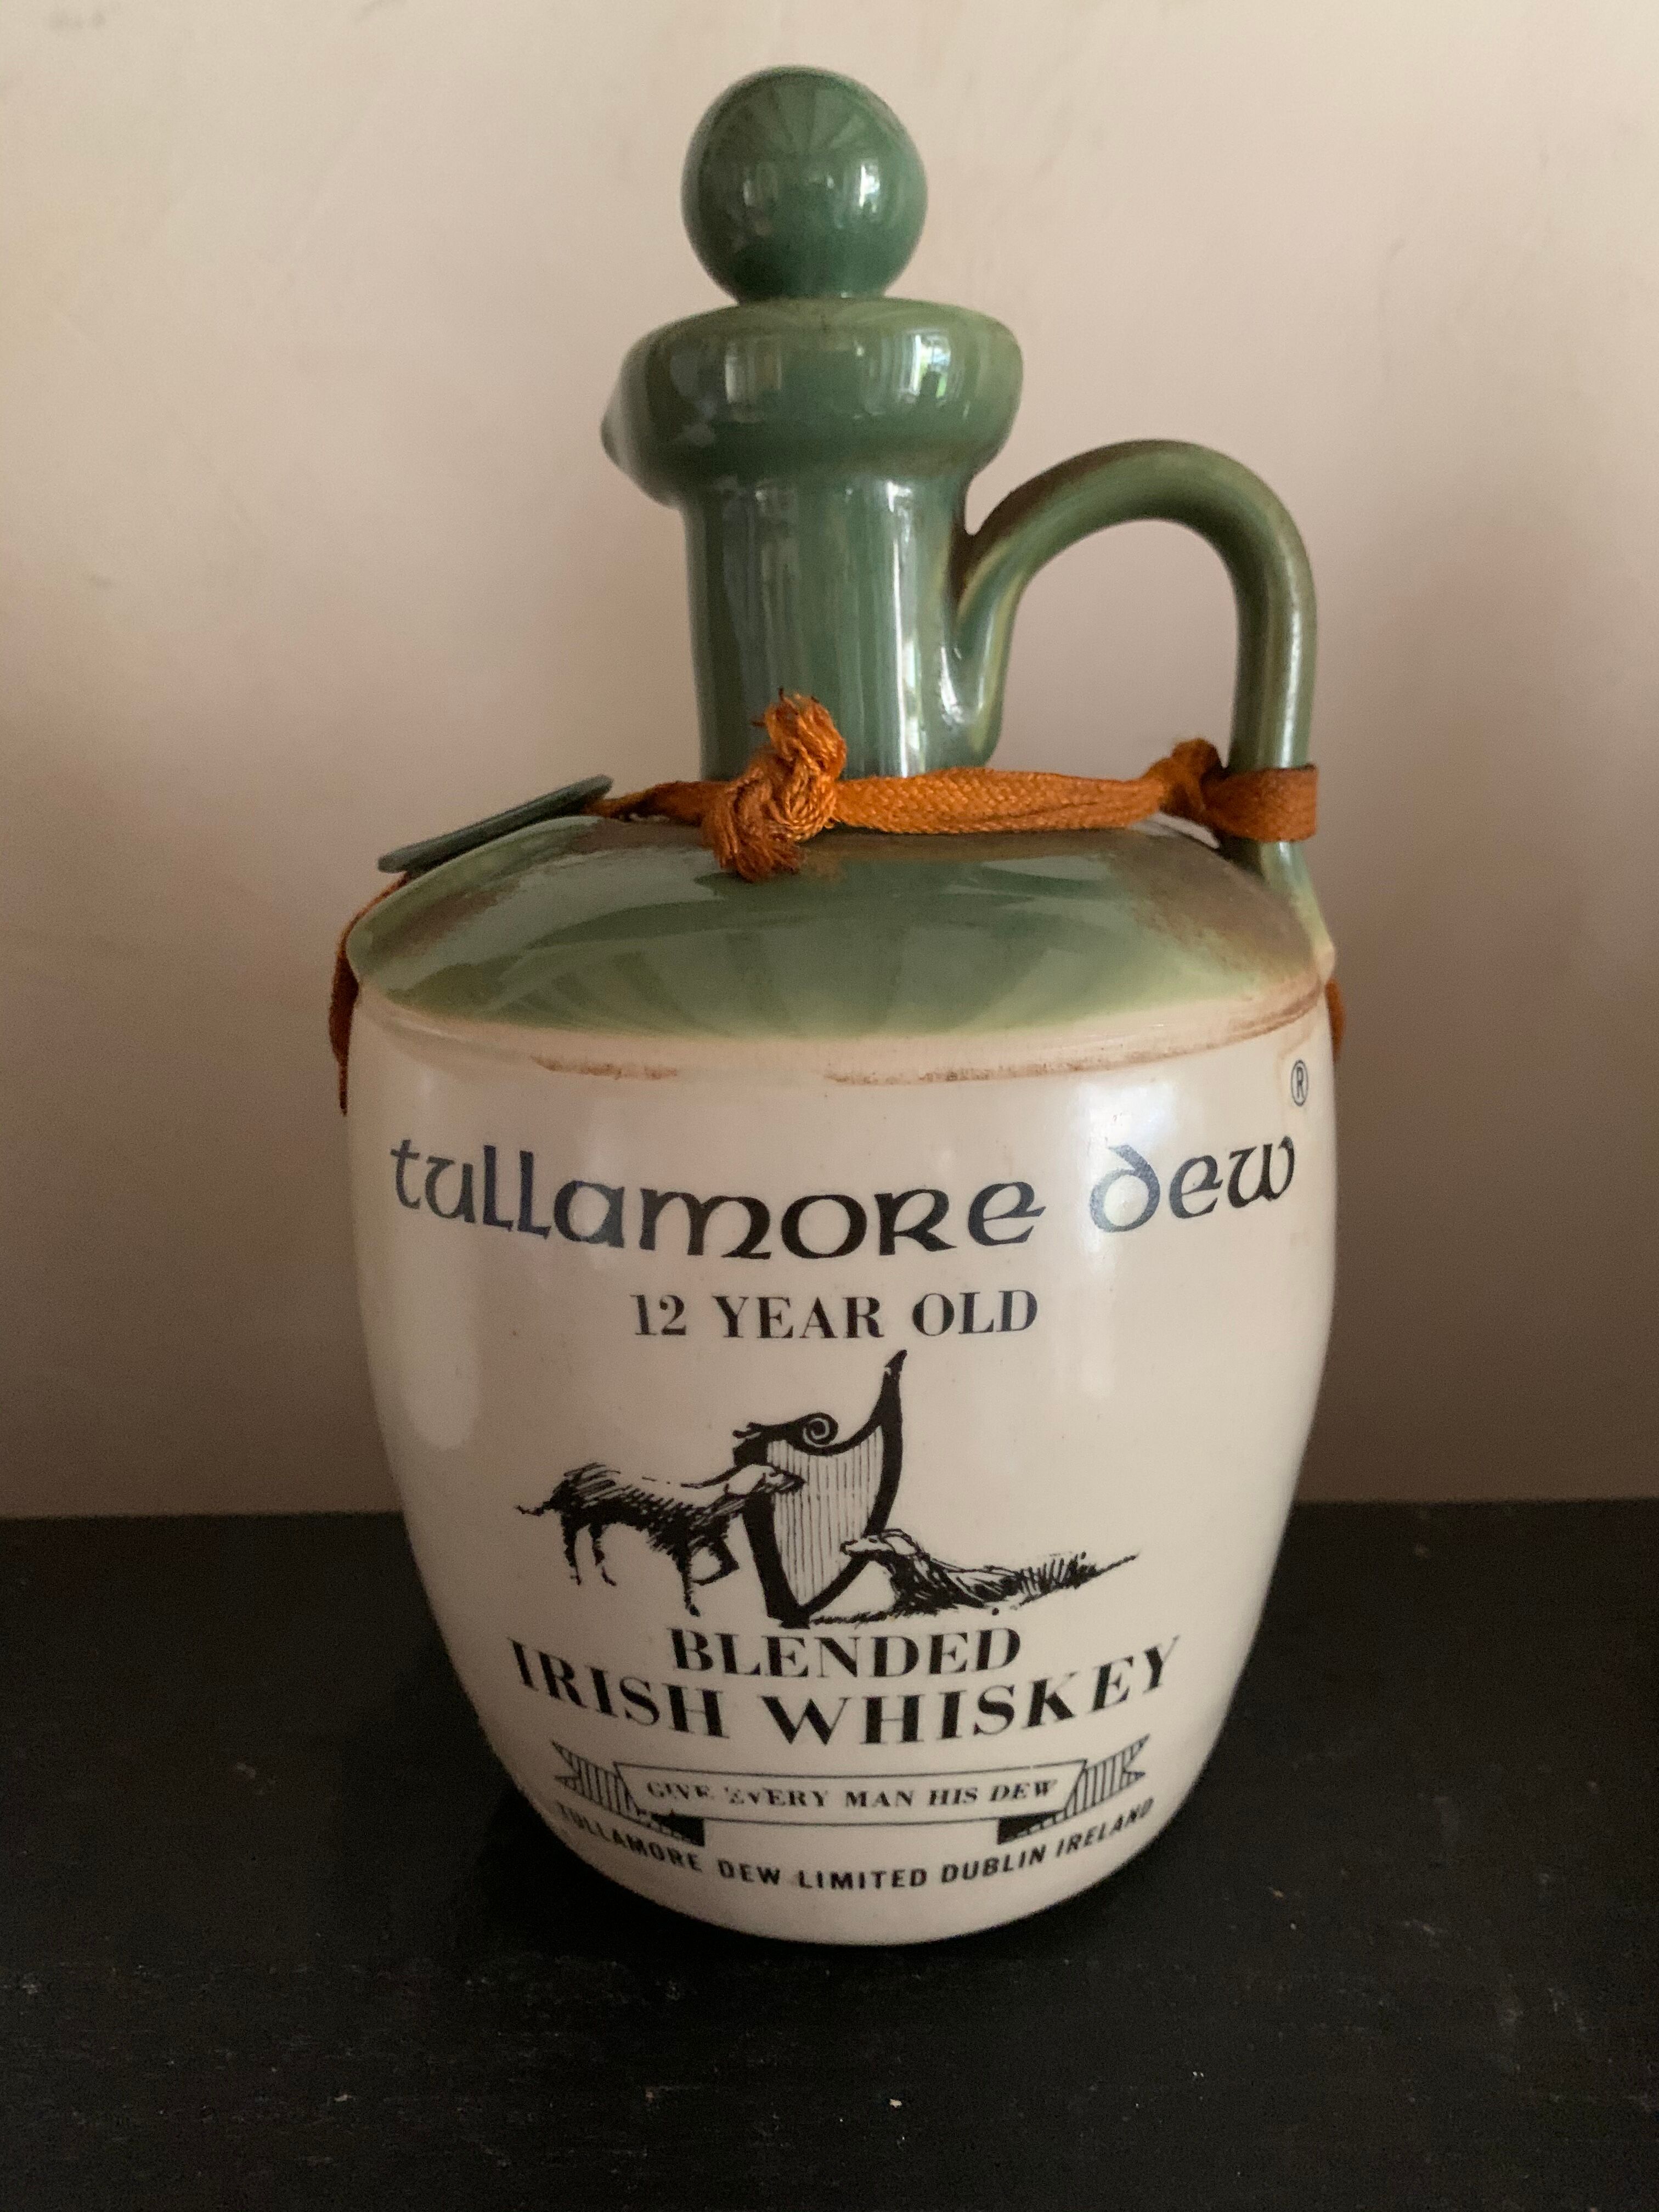 ®
tullamore dew
12 YEAR OLD
BLENDED
IRISH WHISKEY
GIVE EVERY MAN HIS DEW
TULLAMORE DEW LIMITED DUBLIN IRELAND